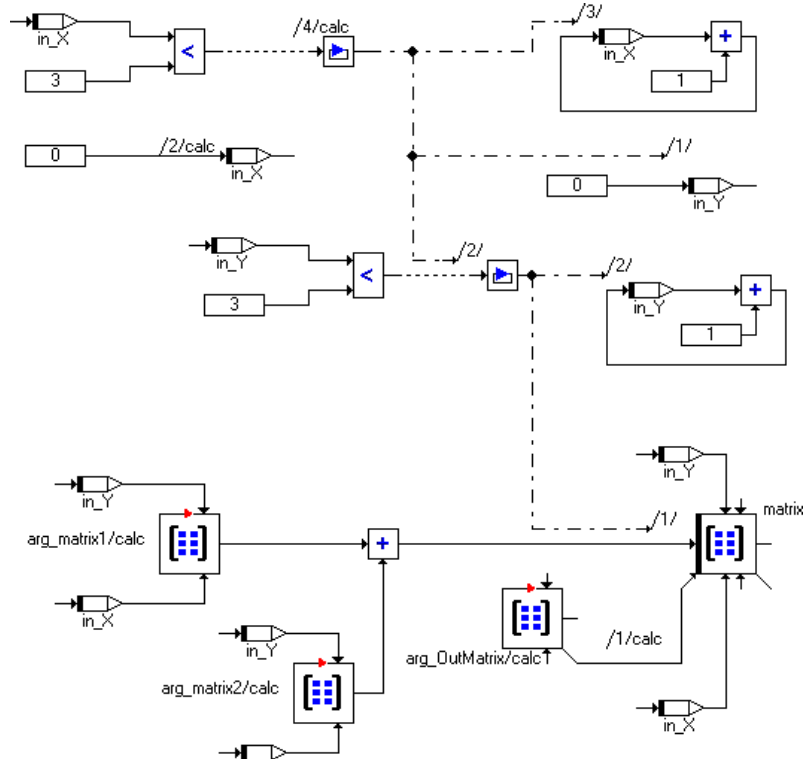 /4/calc
/3/
in_X
<
in_X
+
3
1
0
/2/calc
in_X
/1/
0
in_Y
in_Y
<
/2/
/2/
in_Y
+
3
1
in_Y
in_Y
/1/
matrix
arg_matrix1/calc
+
in_X
in_Y
/1/calc
arg_OutMatrix/calc
arg_matrix2/calc
in_X